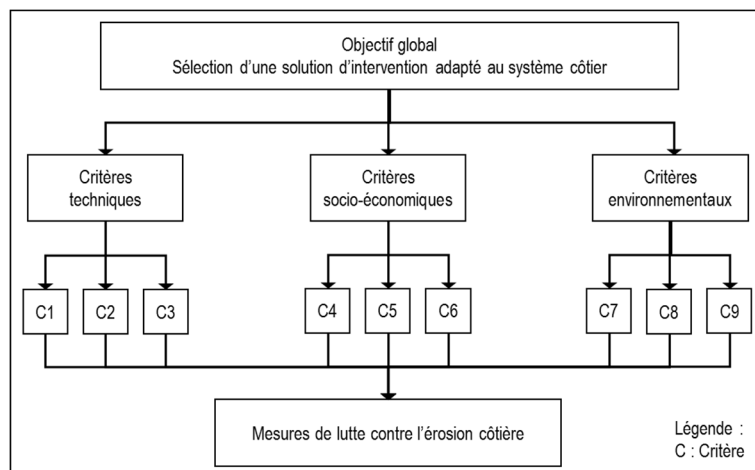 Objectif global
Sélection d'une solution d'intervention adapté au système côtier
Critères
techniques
Critères
socio-économiques
Critères
environnementaux
C1
C2
C3
C4
C5
C6
C7
C8
C9
Mesures de lutte contre l'érosion côtière
Légende :
C : Critère